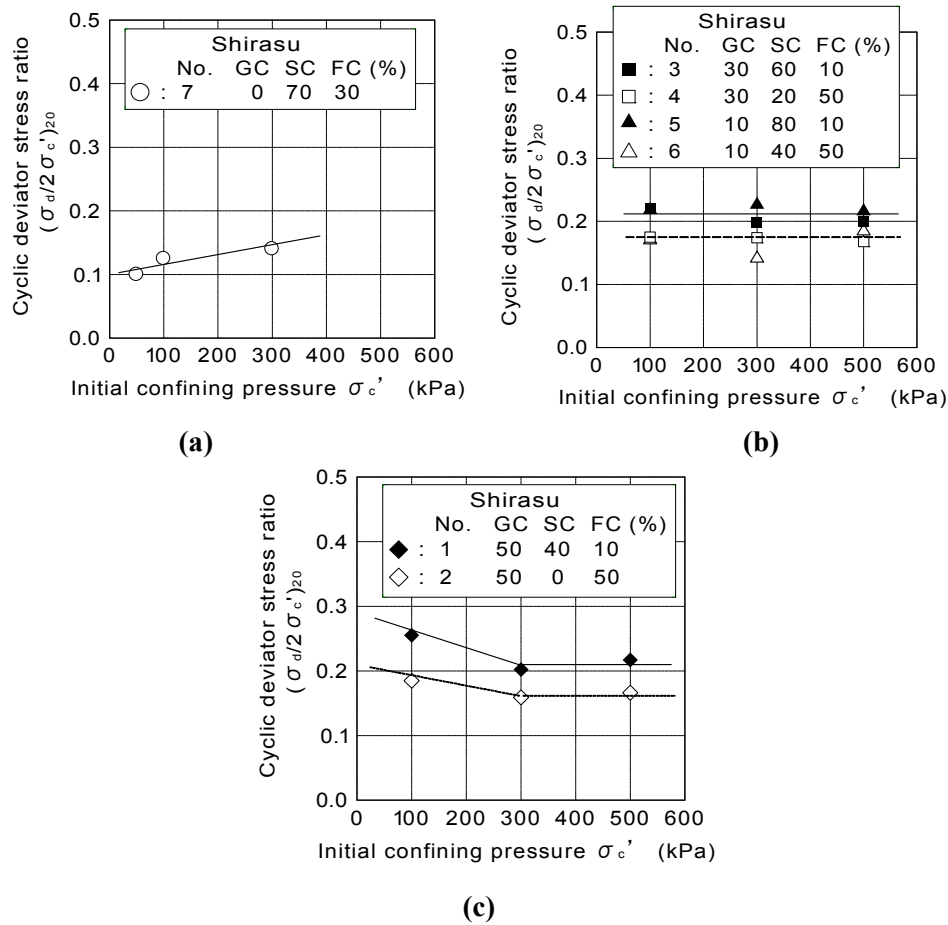 0.5
Shirasu
No. GC SC FC (%)
○ : 7 0 70 30
0.4
0.3
0.2
0.1
0.0
0 100 200 300 400 500 600
Cyclic deviator stress ratio
(σd/2σc')20
Initial confining pressure σc' (kPa)
(a)
0.5
Shirasu
No. GC SC FC (%)
■ : 3 30 60 10
□ : 4 30 20 50
▲ : 5 10 80 10
△ : 6 10 40 50
0.4
0.3
0.2
0.1
0.0
0 100 200 300 400 500 600
Cyclic deviator stress ratio
(σd/2σc')20
Initial confining pressure σc' (kPa)
(b)
0.5
Shirasu
No. GC SC FC (%)
◆ : 1 50 40 10
◇ : 2 50 0 50
0.4
0.3
0.2
0.1
0.0
0 100 200 300 400 500 600
Cyclic deviator stress ratio
(σd/2σc')20
Initial confining pressure σc' (kPa)
(c)